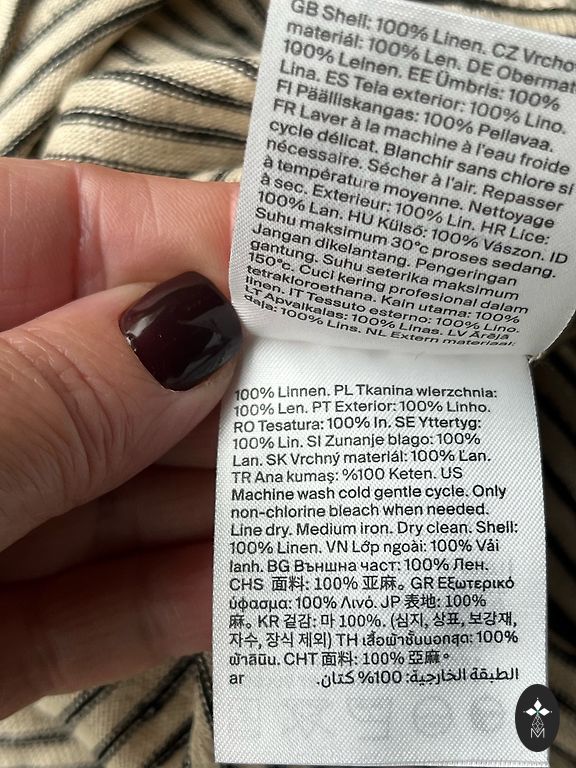 GB Shell: 100% Linen. CZ Vrcho
materiál: 100% Len. DE Obermat
100% Leinen. EE Ümbris: 100%
Lina. ES Tela exterior: 100% Lino.
FI Päälliskangas: 100% Pellavaa.
FR Laver à la machine à l'eau froide
cycle délicat. Blanchir sans chlore si
nécessaire. Sécher à l'air. Repasser
à température moyenne. Nettoyage
à sec. Exterieur: 100% Lin. HR Lice:
100% Lan. HU Külső: 100% Vászon. ID
Suhu maksimum 30°C proses sedang.
Jangan dikelantang. Pengeringan
gantung. Suhu seterika maksimum
150°C. Cuci kering profesional dalam
tetrakloroethana. Kain utama: 100%
linen. IT Tessuto esterno: 100% Lino.
LT Apvaikalas: 100% Linas. LV Ārējā
daļa: 100% Lins. NL Extern materiaal:
100% Linnen. PL Tkanina wierzchnia:
100% Len. PT Exterior: 100% Linho.
RO Tesatura: 100% In. SE Yttertyg:
100% Lin. SI Zunanje blago: 100%
Lan. SK Vrchný materiál: 100% Ľan.
TR Ana kumaş: %100 Keten. US
Machine wash cold gentle cycle. Only
non-chlorine bleach when needed.
Line dry. Medium iron. Dry clean. Shell:
100% Linen. VN Lớp ngoài: 100% Vải
lanh. BG Външна част: 100% Лен.
CHS 面料: 100% 亚麻。GR Εξωτερικό
ύφασμα: 100% Λινό. JP 表地: 100%
麻。KR 겉감: 마 100%. (심지, 상표, 보강재,
자수, 장식 제외) TH เสื้อผ้าชั้นนอกสุด: 100%
ผ้าลินิน. CHT 面料: 100% 亞麻。
ar الطبقة الخارجية: 100% كتان.
M